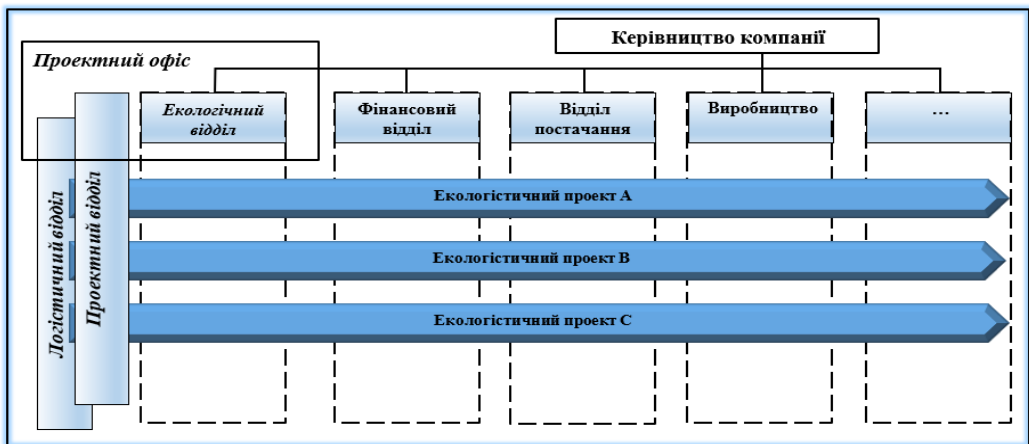 Керівництво компанії
Проектний офіс
Екологічний
відділ
Фінансовий
відділ
Відділ
постачання
Виробництво
...
Логістичний відділ
Проектний відділ
Екологістичний проект А
Екологістичний проект В
Екологістичний проект С